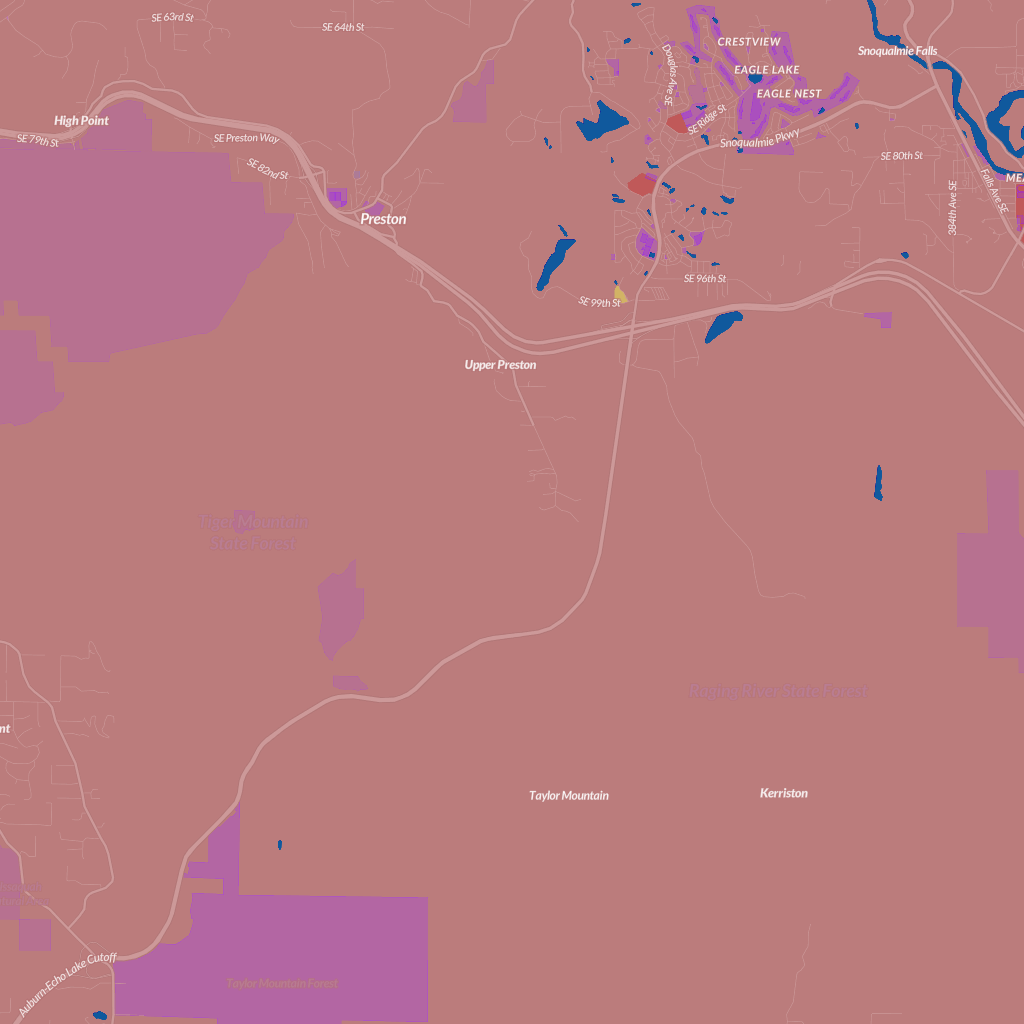 SE 63rd St
SE 64th St
CRESTVIEW
Snoqualmie Falls
Douglas Ave SE
EAGLE LAKE
EAGLE NEST
High Point
SE Ridge St
SE 79th St
SE Preston Way
Snoqualmie Pkwy
SE 80th St
SE 82nd St
384th Ave SE
Falls Ave SE
Preston
SE 96th St
SE 99th St
Upper Preston
Tiger Mountain
State Forest
Raging River State Forest
Taylor Mountain
Kerriston
Auburn-Echo Lake Cutoff
Taylor Mountain Forest